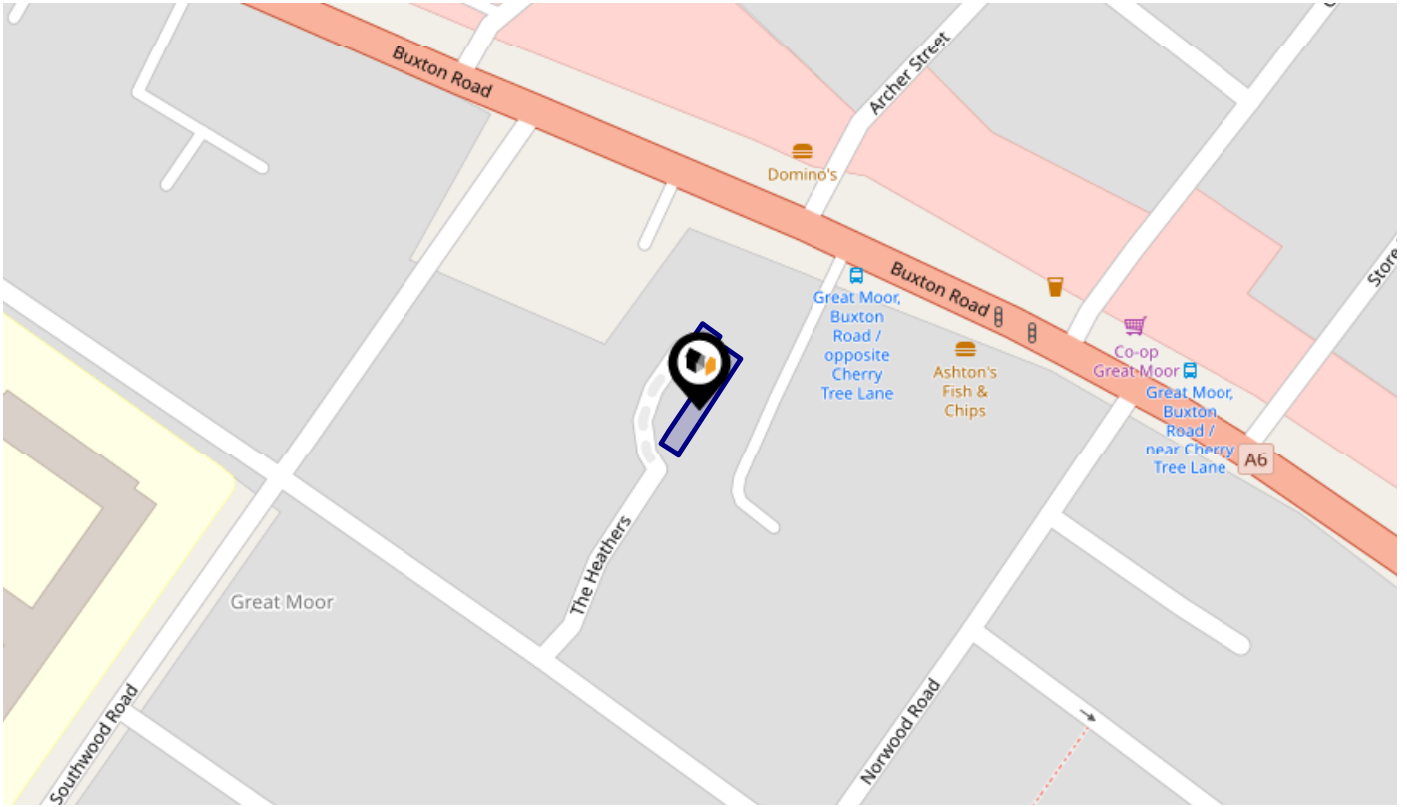 Buxton Road
Archer Street
Domino's
Buxton Road
Great Moor,
Buxton
Road /
opposite
Cherry
Tree Lane
Ashton's
Fish &
Chips
Co-op
Great Moor
Great Moor,
Buxton
Road /
near Cherry
Tree Lane
A6
Store
The Heathers
Great Moor
Southwood Road
Norwood Road